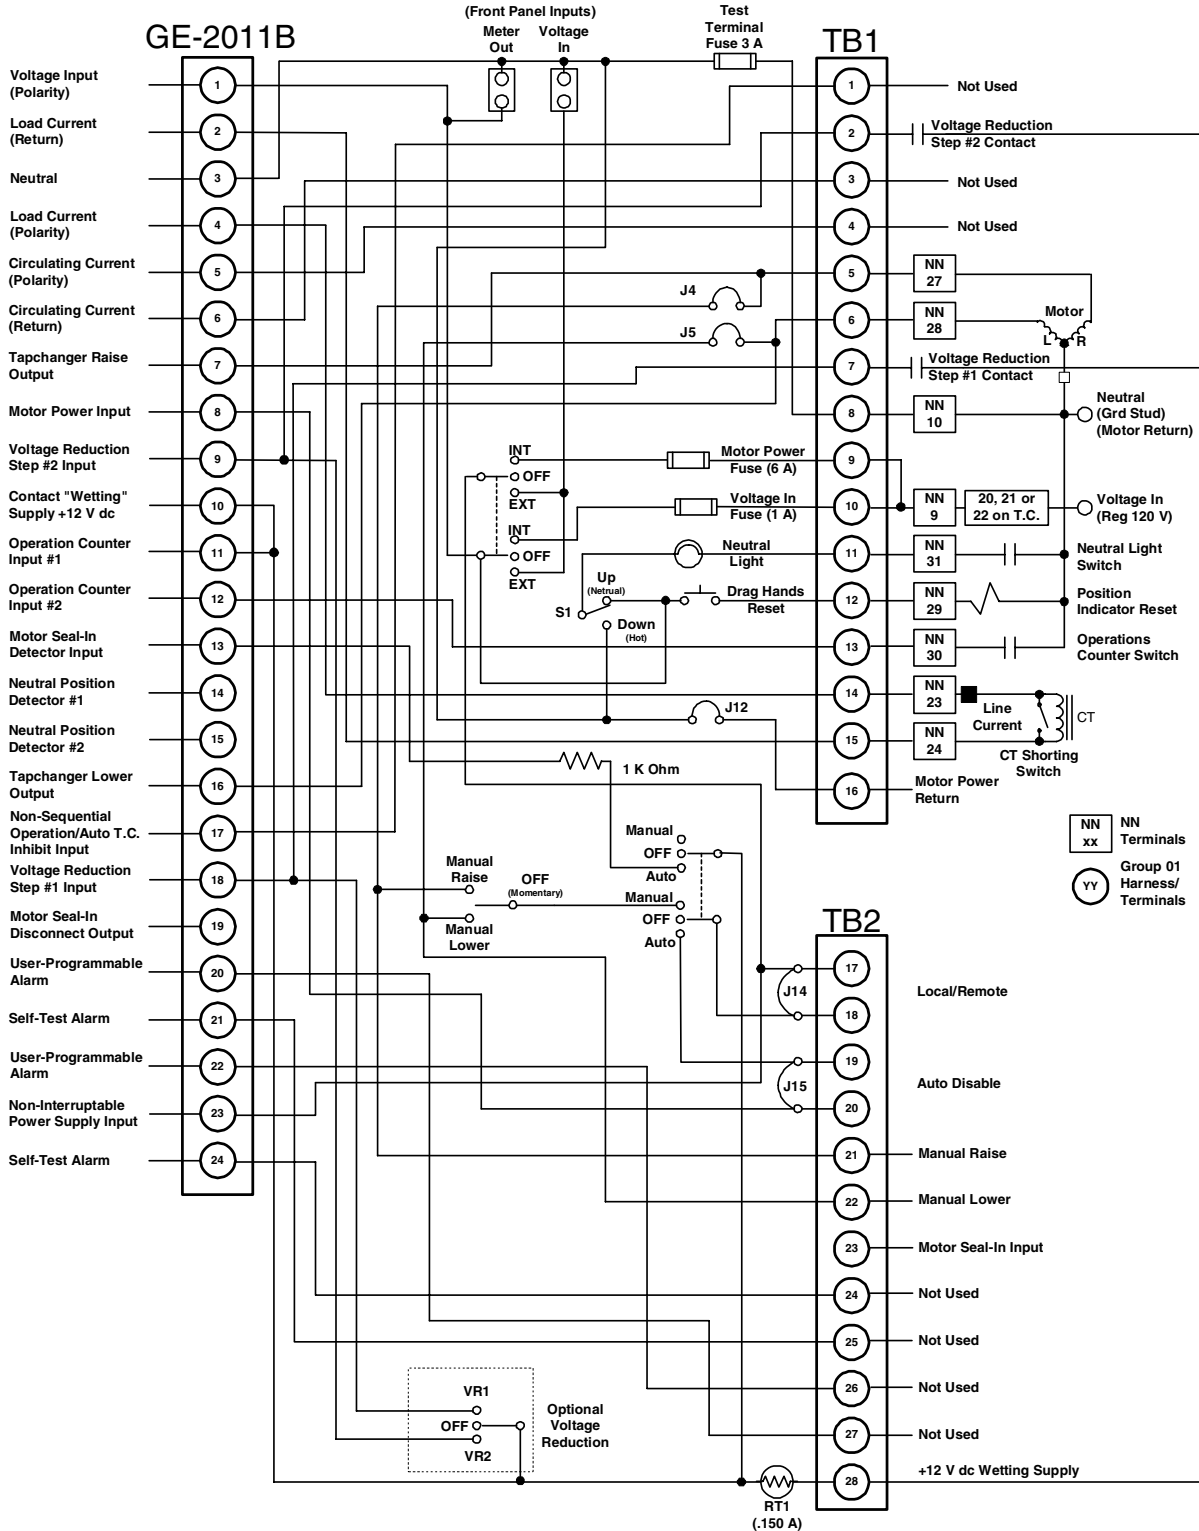 (Front Panel Inputs)
Meter
Out
Voltage
In
Test
Terminal
Fuse 3 A
GE-2011B
TB1
Voltage Input
(Polarity)
1
Load Current
(Return)
2
Neutral
3
Load Current
(Polarity)
4
Circulating Current
(Polarity)
5
Circulating Current
(Return)
6
Tapchanger Raise
Output
7
Motor Power Input
8
Voltage Reduction
Step #2 Input
9
Contact "Wetting"
Supply +12 V dc
10
Operation Counter
Input #1
11
Operation Counter
Input #2
12
Motor Seal-In
Detector Input
13
Neutral Position
Detector #1
14
Neutral Position
Detector #2
15
Tapchanger Lower
Output
16
Non-Sequential
Operation/Auto T.C.
Inhibit Input
17
Voltage Reduction
Step #1 Input
18
Motor Seal-In
Disconnect Output
19
User-Programmable
Alarm
20
Self-Test Alarm
21
User-Programmable
Alarm
22
Non-Interruptable
Power Supply Input
23
Self-Test Alarm
24
J4
J5
INT
OFF
EXT
INT
OFF
EXT
Motor Power
Fuse (6 A)
Voltage In
Fuse (1 A)
Neutral
Light
Up
(Netrual)
S1
Down
(Hot)
Drag Hands
Reset
J12
1 K Ohm
Manual
OFF
Auto
Manual
Raise
OFF
(Momentary)
Manual
Lower
Manual
OFF
Auto
J14
J15
VR1
OFF
VR2
Optional
Voltage
Reduction
RT1
(.150 A)
1
Not Used
2
Voltage Reduction
Step #2 Contact
3
Not Used
4
Not Used
5
NN
27
6
NN
28
Motor
L
R
7
Voltage Reduction
Step #1 Contact
8
NN
10
Neutral
(Grd Stud)
(Motor Return)
9
10
NN
9
20, 21 or
22 on T.C.
Voltage In
(Reg 120 V)
11
NN
31
Neutral Light
Switch
12
NN
29
Position
Indicator Reset
13
NN
30
Operations
Counter Switch
14
NN
23
Line
Current
CT
15
NN
24
CT Shorting
Switch
16
Motor Power
Return
NN
xx
NN
Terminals
YY
Group 01
Harness/
Terminals
TB2
17
Local/Remote
18
19
Auto Disable
20
21
Manual Raise
22
Manual Lower
23
Motor Seal-In Input
24
Not Used
25
Not Used
26
Not Used
27
Not Used
28
+12 V dc Wetting Supply